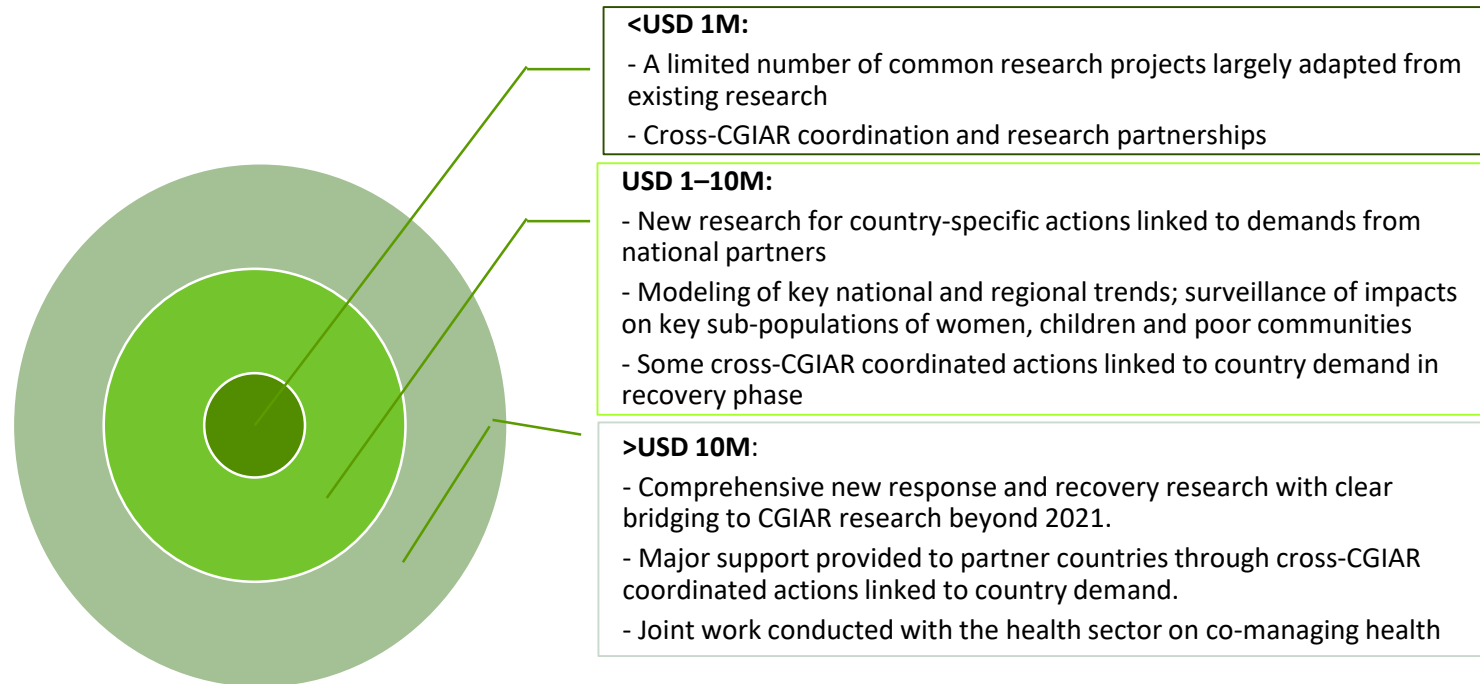 <USD 1M:
- A limited number of common research projects largely adapted from
existing research
- Cross-CGIAR coordination and research partnerships
USD 1–10M:
- New research for country-specific actions linked to demands from
national partners
- Modeling of key national and regional trends; surveillance of impacts
on key sub-populations of women, children and poor communities
- Some cross-CGIAR coordinated actions linked to country demand in
recovery phase
>USD 10M:
- Comprehensive new response and recovery research with clear
bridging to CGIAR research beyond 2021.
- Major support provided to partner countries through cross-CGIAR
coordinated actions linked to country demand.
- Joint work conducted with the health sector on co-managing health